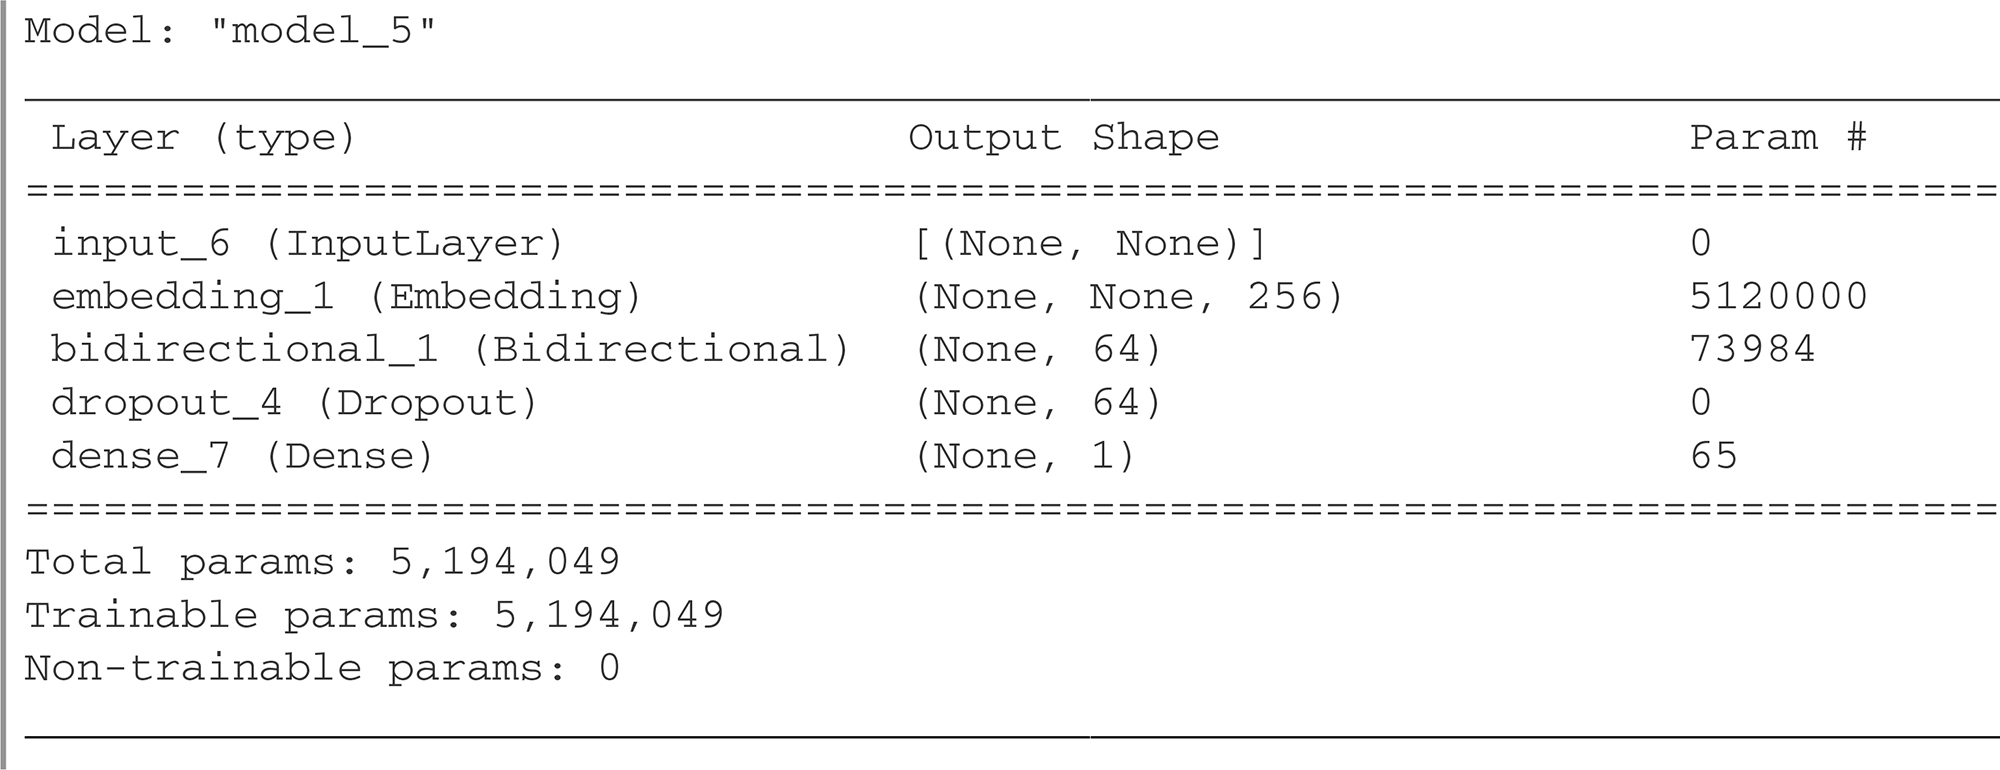 Model: "model_5"
Layer (type) Output Shape Param #
=================================================================
input_6 (InputLayer) [(None, None)] 0
embedding_1 (Embedding) (None, None, 256) 5120000
bidirectional_1 (Bidirectional) (None, 64) 73984
dropout_4 (Dropout) (None, 64) 0
dense_7 (Dense) (None, 1) 65
=================================================================
Total params: 5,194,049
Trainable params: 5,194,049
Non-trainable params: 0